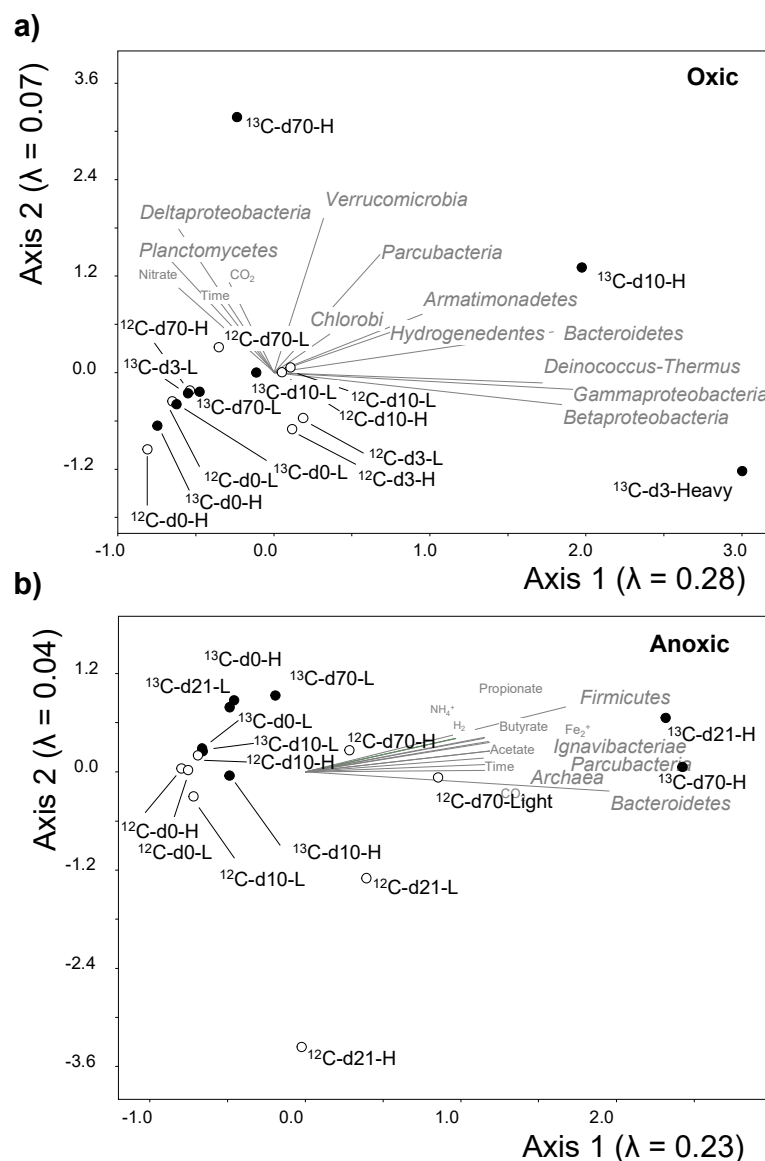 a)
Oxic
Axis 2 (λ = 0.07)
3.6
2.4
1.2
0.0
-1.2
¹³C-d70-H
Verrucomicrobia
Deltaproteobacteria
Planctomycetes
Parcubacteria
Nitrate
CO₂
¹³C-d10-H
Time
Armatimonadetes
Chlorobi
¹²C-d70-H
¹²C-d70-L
Hydrogenedentes
Bacteroidetes
¹³C-d3-L
Deinococcus-Thermus
¹³C-d10-L
¹²C-d10-L
Gammaproteobacteria
¹³C-d70-L
¹²C-d10-H
Betaproteobacteria
¹²C-d3-L
¹²C-d0-L
¹³C-d0-L
¹²C-d3-H
¹³C-d0-H
¹³C-d3-Heavy
¹²C-d0-H
-1.0
0.0
1.0
2.0
3.0
Axis 1 (λ = 0.28)
b)
Anoxic
Axis 2 (λ = 0.04)
1.2
0.0
-1.2
-2.4
-3.6
¹³C-d0-H
¹³C-d70-L
¹³C-d21-L
Propionate
Firmicutes
NH₄⁺
¹³C-d0-L
H₂
Butyrate
Fe₂⁺
¹³C-d21-H
¹³C-d10-L
¹²C-d70-H
Acetate
Ignavibacteriae
¹²C-d10-H
Time
Parcubacteria
Archaea
¹³C-d70-H
CO
¹²C-d70-Light
Bacteroidetes
¹²C-d0-H
¹²C-d0-L
¹³C-d10-H
¹²C-d10-L
¹²C-d21-L
¹²C-d21-H
-1.0
0.0
1.0
2.0
Axis 1 (λ = 0.23)